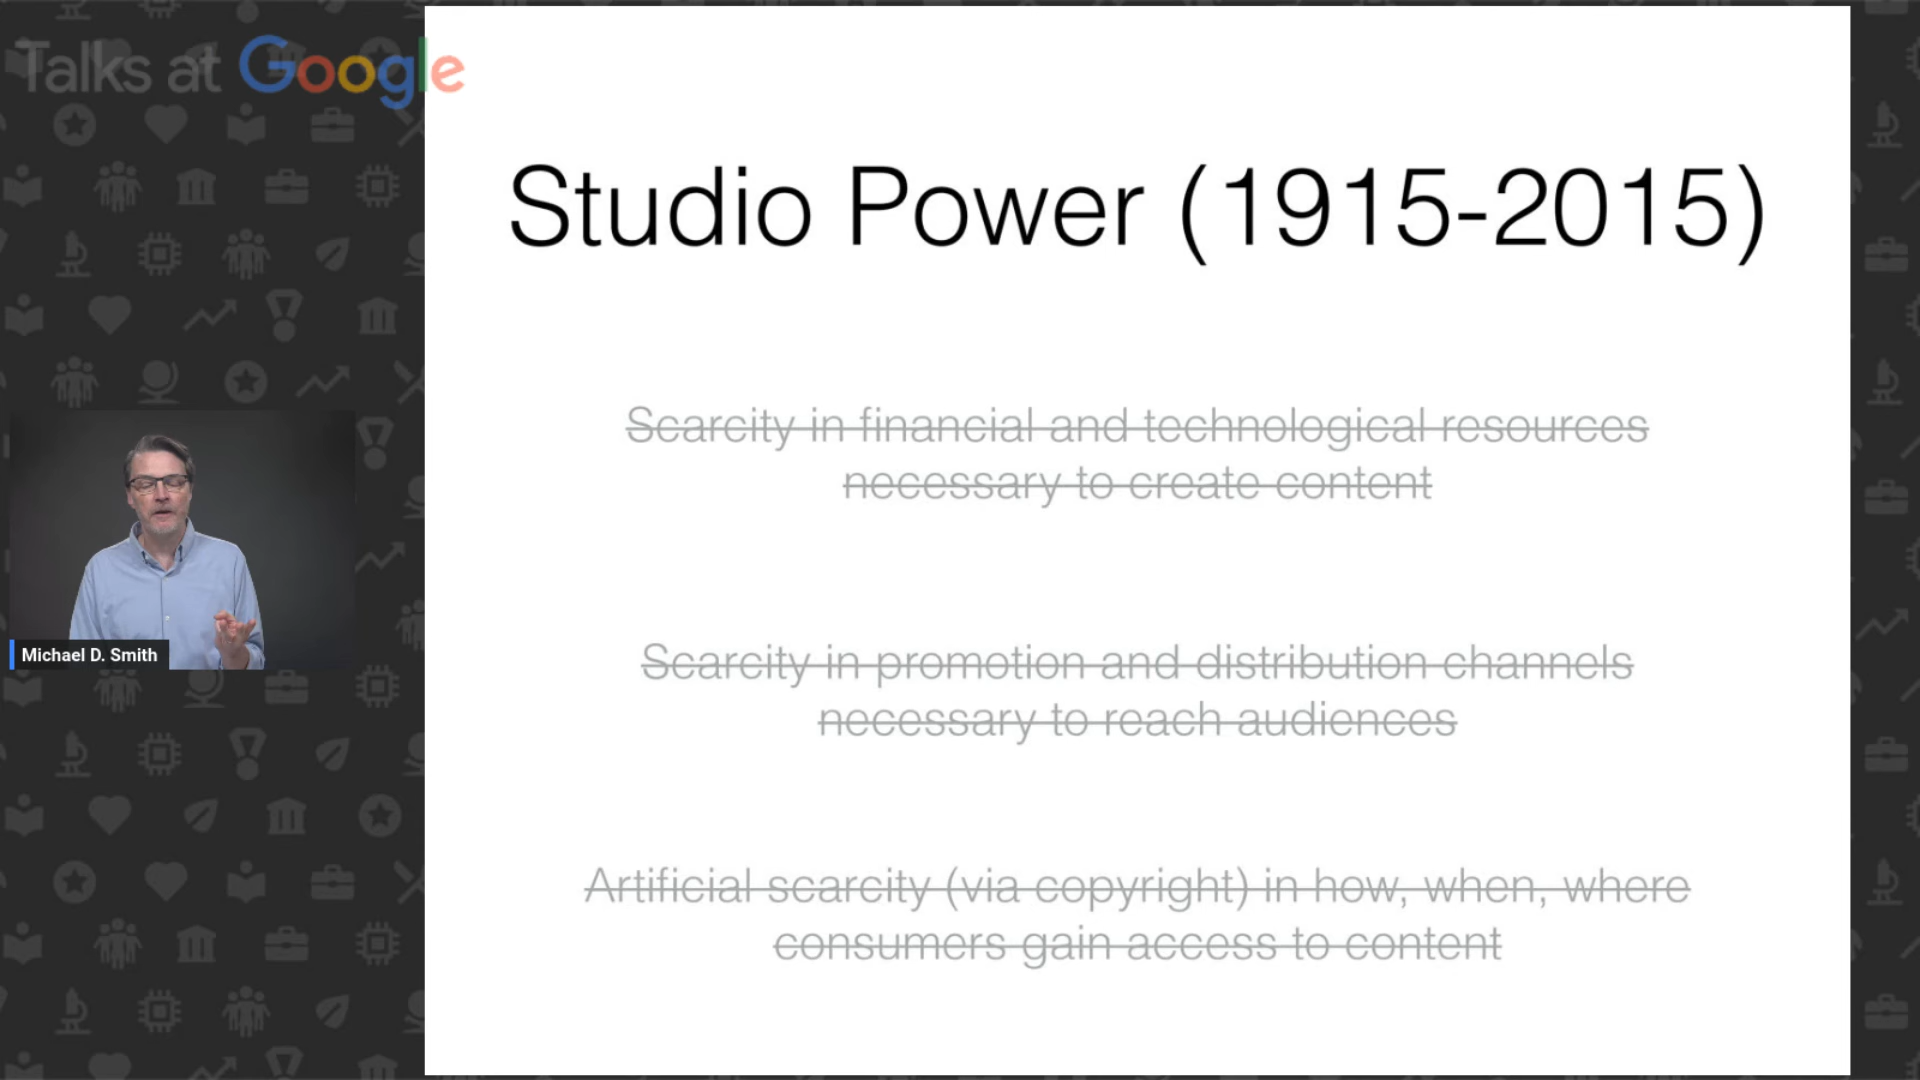 Talks at Google
Studio Power (1915-2015)
Scarcity in financial and technological resources
necessary to create content
Scarcity in promotion and distribution channels
necessary to reach audiences
Artificial scarcity (via copyright) in how, when, where
consumers gain access to content
Michael D. Smith